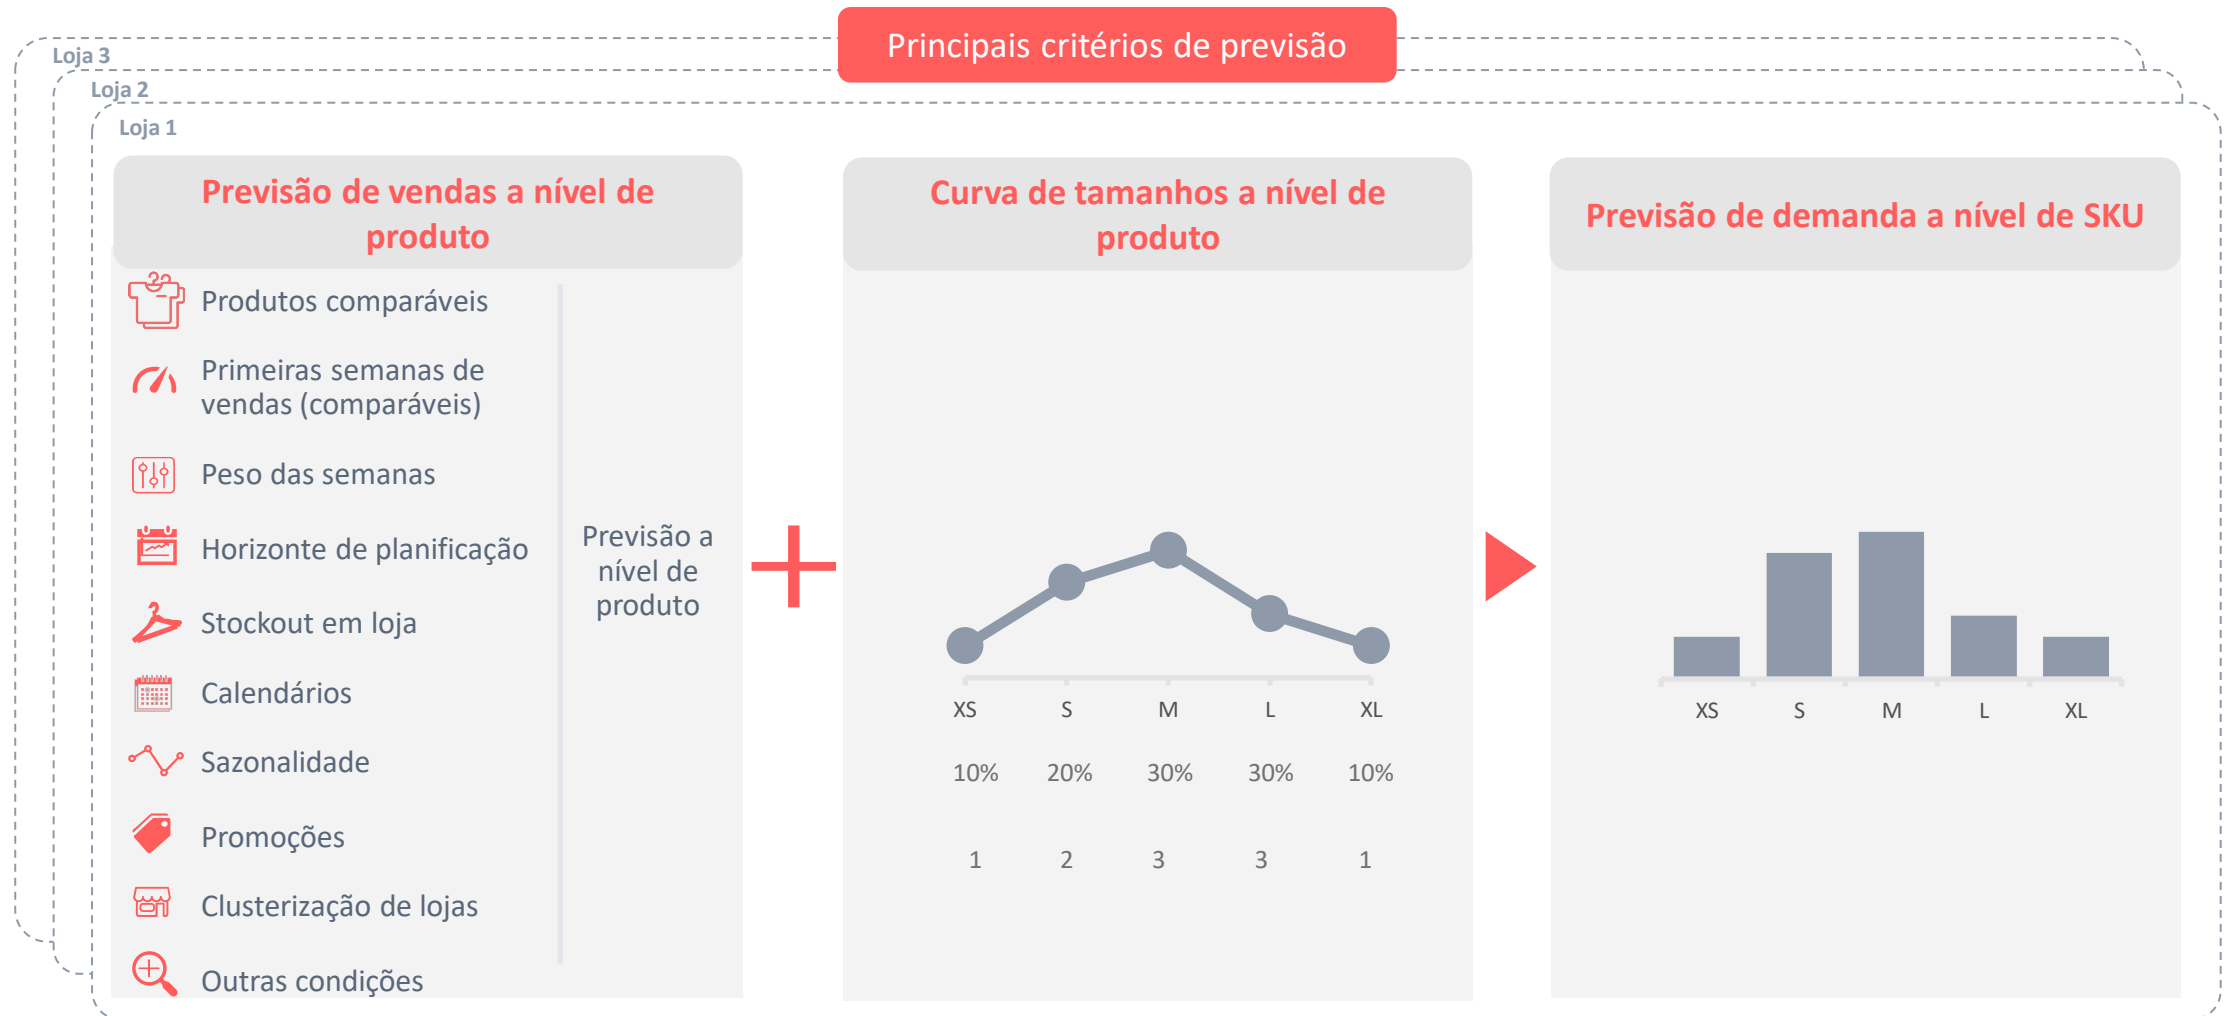 Principais critérios de previsão
Loja 3
Loja 2
Loja 1
Previsão de vendas a nível de
produto
Produtos comparáveis
Primeiras semanas de
vendas (comparáveis)
Peso das semanas
Horizonte de planificação
Stockout em loja
Calendários
Sazonalidade
Promoções
Clusterização de lojas
Outras condições
Previsão a
nível de
produto
Curva de tamanhos a nível de
produto
XS S M L XL
10% 20% 30% 30% 10%
1 2 3 3 1
Previsão de demanda a nível de SKU
XS S M L XL